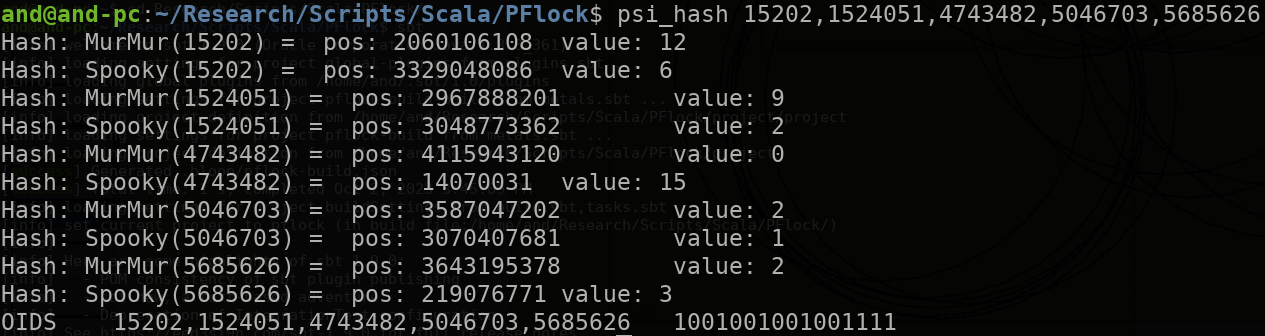 and@and-pc:~/Research/Scripts/Scala/PFlock$ psi_hash 15202,1524051,4743482,5046703,5685626
Hash: MurMur(15202) =  pos: 2060106108  value: 12
Hash: Spooky(15202) =  pos: 3329048086  value: 6
Hash: MurMur(1524051) =  pos: 2967888201        value: 9
Hash: Spooky(1524051) =  pos: 3048773362        value: 2
Hash: MurMur(4743482) =  pos: 4115943120        value: 0
Hash: Spooky(4743482) =  pos: 14070031  value: 15
Hash: MurMur(5046703) =  pos: 3587047202        value: 2
Hash: Spooky(5046703) =  pos: 3070407681        value: 1
Hash: MurMur(5685626) =  pos: 3643195378        value: 2
Hash: Spooky(5685626) =  pos: 219076771 value: 3
OIDS    15202,1524051,4743482,5046703,5685626   1001001001001111